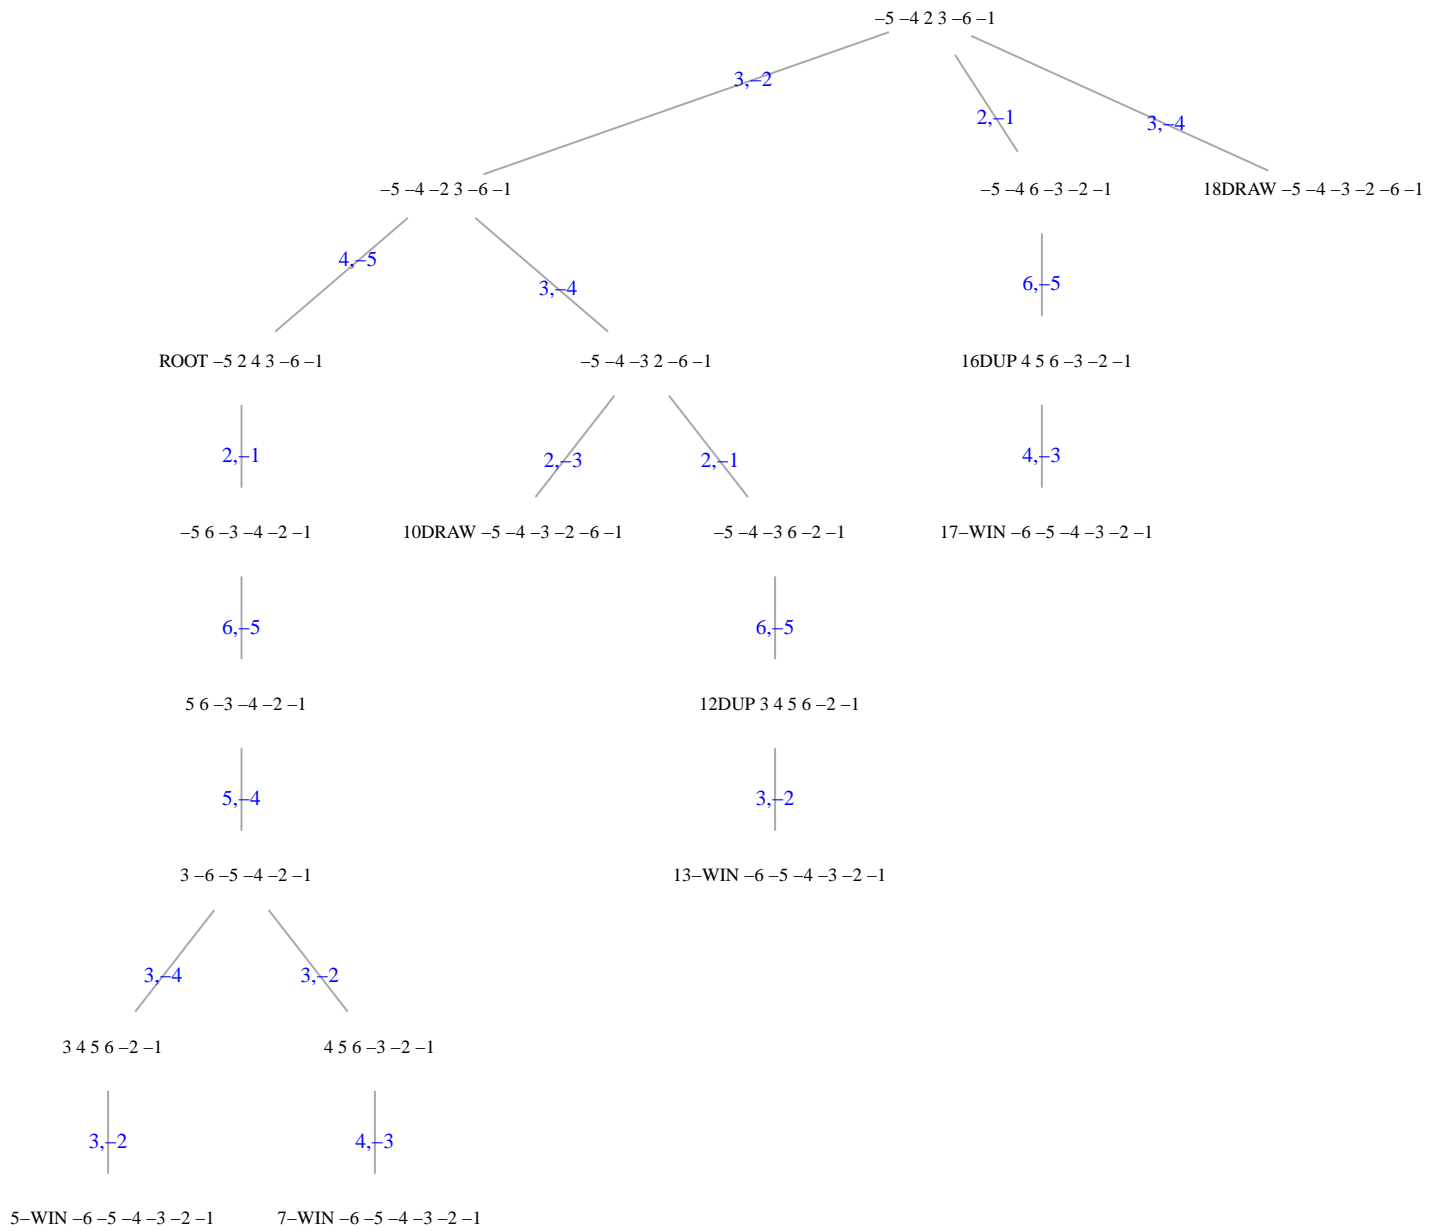 –5 –4 2 3 –6 –1
3,–2
2,–1
3,–4
–5 –4 –2 3 –6 –1
–5 –4 6 –3 –2 –1
18DRAW –5 –4 –3 –2 –6 –1
4,–5
3,–4
6,–5
ROOT –5 2 4 3 –6 –1
–5 –4 –3 2 –6 –1
16DUP 4 5 6 –3 –2 –1
2,–1
2,–3
2,–1
4,–3
–5 6 –3 –4 –2 –1
10DRAW –5 –4 –3 –2 –6 –1
–5 –4 –3 6 –2 –1
17–WIN –6 –5 –4 –3 –2 –1
6,–5
6,–5
5 6 –3 –4 –2 –1
12DUP 3 4 5 6 –2 –1
5,–4
3,–2
3 –6 –5 –4 –2 –1
13–WIN –6 –5 –4 –3 –2 –1
3,–4
3,–2
3 4 5 6 –2 –1
4 5 6 –3 –2 –1
3,–2
4,–3
5–WIN –6 –5 –4 –3 –2 –1
7–WIN –6 –5 –4 –3 –2 –1